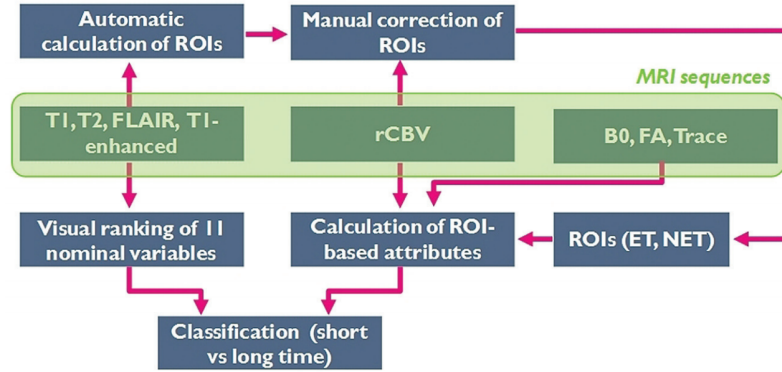 Automatic
calculation of ROIs
Manual correction of
ROIs
MRI sequences
T1,T2, FLAIR, T1-
enhanced
rCBV
B0, FA, Trace
Visual ranking of 11
nominal variables
Calculation of ROI-
based attributes
ROIs (ET, NET)
Classification (short
vs long time)